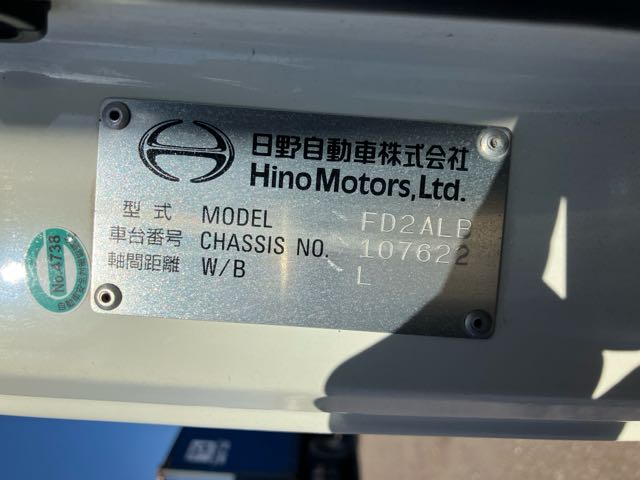 日野自動車株式会社
Hino Motors, Ltd.
型式 MODEL FD2ALB
車台番号 CHASSIS NO. 107622
軸間距離 W/B L
No.4738